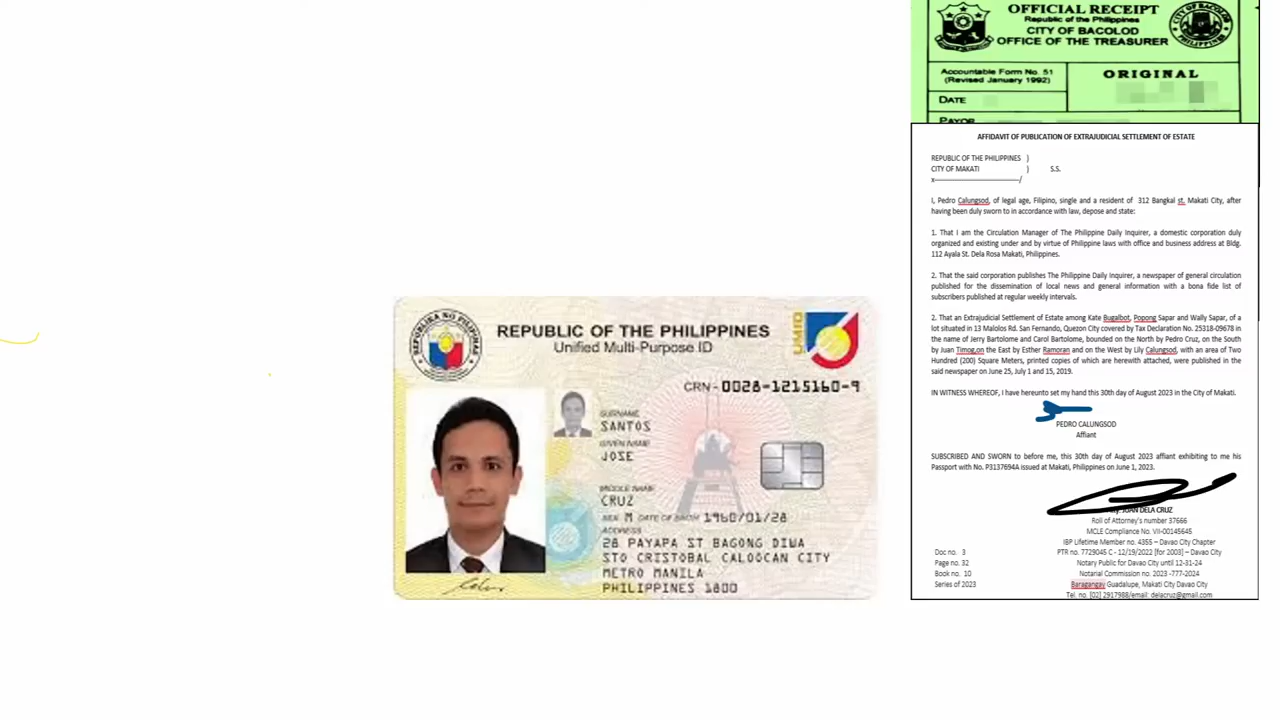 OFFICIAL RECEIPT
Republic of the Philippines
CITY OF BACOLOD
OFFICE OF THE TREASURER
Accountable Form No. 51
(Revised January 1992)
ORIGINAL
DATE
PAYOR
AFFIDAVIT OF PUBLICATION OF EXTRAJUDICIAL SETTLEMENT OF ESTATE
REPUBLIC OF THE PHILIPPINES )
CITY OF MAKATI ) S.S.
x------------------------------/
I, Pedro Calungsod, of legal age, Filipino, single and a resident of 312 Bangkal st, Makati City, after
having been duly sworn to in accordance with law, depose and state:
1. That I am the Circulation Manager of The Philippine Daily Inquirer, a domestic corporation duly
organized and existing under and by virtue of Philippine laws with office and business address at Bldg.
112 Ayala St. Dela Rosa Makati, Philippines.
2. That the said corporation publishes The Philippine Daily Inquirer, a newspaper of general circulation
published for the dissemination of local news and general information with a bona fide list of
subscribers published at regular weekly intervals.
2. That an Extrajudicial Settlement of Estate among Kate Bugalbot, Popong Sapar and Wally Sapar, of a
lot situated in 13 Malolos Rd. San Fernando, Quezon City covered by Tax Declaration No. 25318-09678 in
the name of Jerry Bartolome and Carol Bartolome, bounded on the North by Pedro Cruz, on the South
by Juan Timog,on the East by Esther Ramoran and on the West by Lily Calungsod, with an area of Two
Hundred (200) Square Meters, printed copies of which are herewith attached, were published in the
said newspaper on June 25, July 1 and 15, 2019.
IN WITNESS WHEREOF, I have hereunto set my hand this 30th day of August 2023 in the City of Makati.
PEDRO CALUNGSOD
Affiant
SUBSCRIBED AND SWORN to before me, this 30th day of August 2023 affiant exhibiting to me his
Passport with No. P3137694A issued at Makati, Philippines on June 1, 2023.
JUAN DELA CRUZ
Roll of Attorney's number 37666
MCLE Compliance No. VII-00145645
IBP Lifetime Member no. 4355 – Davao City Chapter
Doc no. 3 PTR no. 7729045 C - 12/19/2022 [for 2003] – Davao City
Page no. 32 Notary Public for Davao City until 12-31-24
Book no. 10 Notarial Commission no. 2023 -777-2024
Series of 2023 Baragangay Guadalupe, Makati City Davao City
Tel. no. [02] 2917988/email: delacruz@gmail.com
REPUBLIKA NG PILIPINAS
REPUBLIC OF THE PHILIPPINES
Unified Multi-Purpose ID
UMID
CRN - 0028-1215160-9
SURNAME
SANTOS
GIVEN NAME
JOSE
MIDDLE NAME
CRUZ
SEX M DATE OF BIRTH 1960/01/28
ADDRESS
28 PAYAPA ST BAGONG DIWA
STO CRISTOBAL CALOOCAN CITY
METRO MANILA
PHILIPPINES 1800